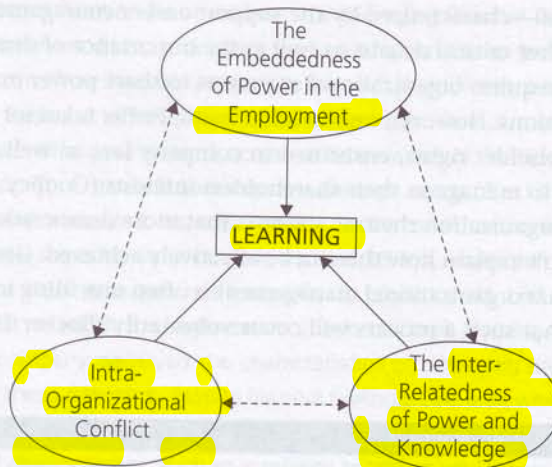 The
Embeddedness
of Power in the
Employment
LEARNING
Intra-
Organizational
Conflict
The Inter-
Relatedness
of Power and
Knowledge